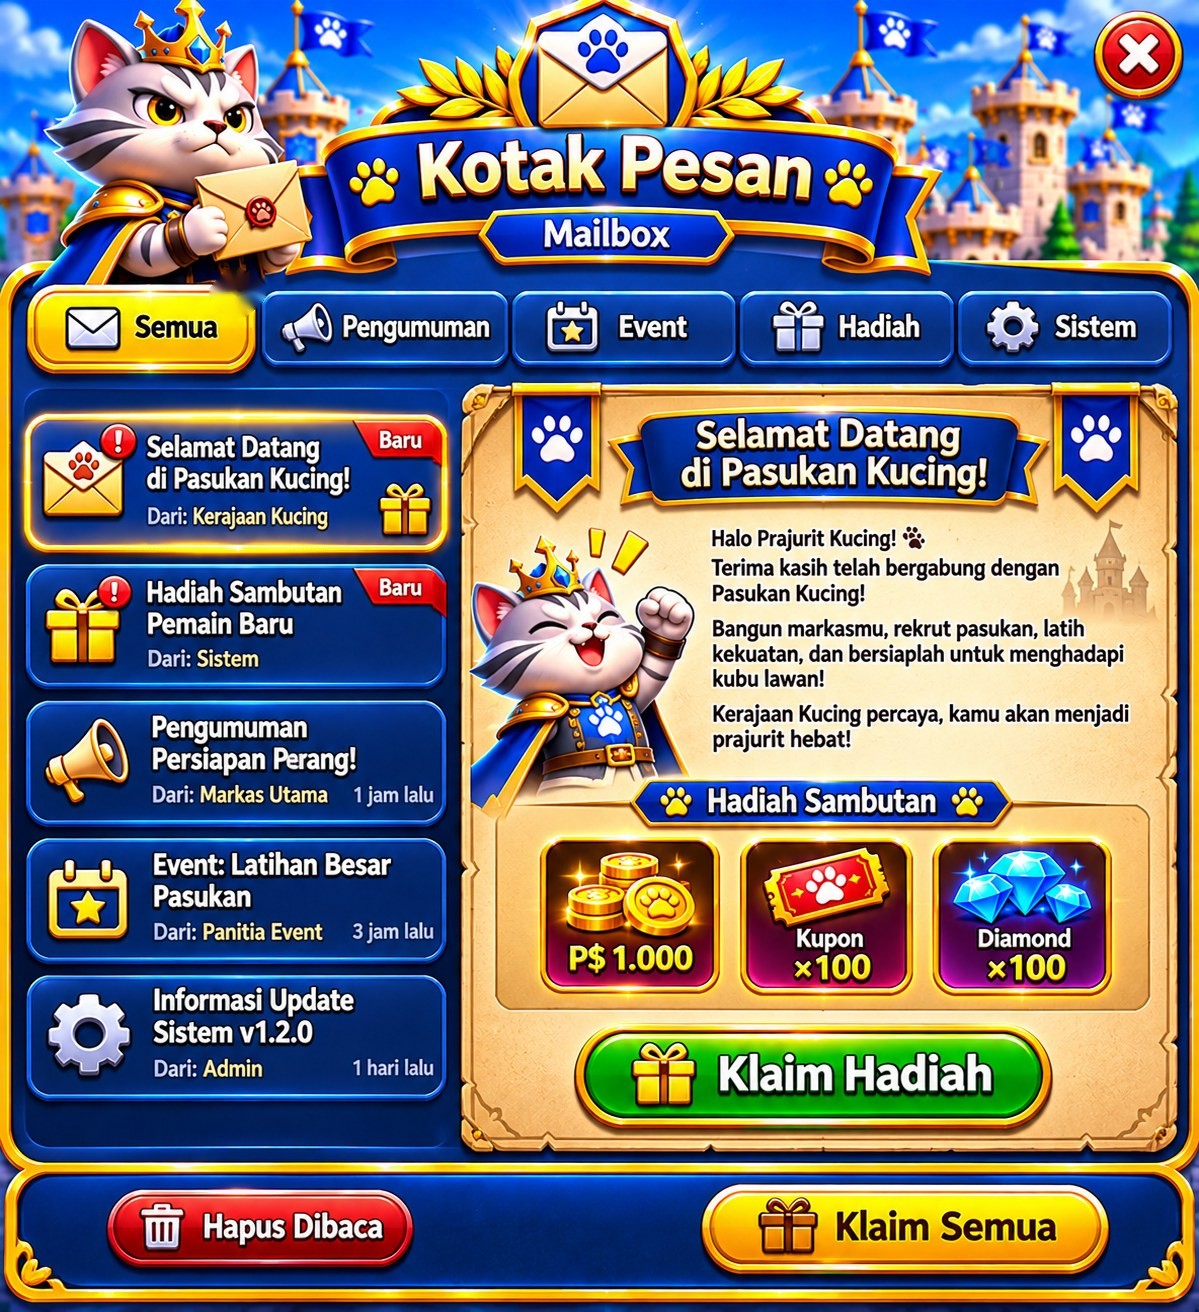 Kotak Pesan
Mailbox
Semua
Pengumuman
Event
Hadiah
Sistem
Selamat Datang
di Pasukan Kucing!
Dari: Kerajaan Kucing
Baru
Hadiah Sambutan
Pemain Baru
Dari: Sistem
Baru
Pengumuman
Persiapan Perang!
Dari: Markas Utama 1 jam lalu
Event: Latihan Besar
Pasukan
Dari: Panitia Event 3 jam lalu
Informasi Update
Sistem v1.2.0
Dari: Admin 1 hari lalu
Selamat Datang
di Pasukan Kucing!
Halo Prajurit Kucing! 🐾
Terima kasih telah bergabung dengan
Pasukan Kucing!
Bangun markasmu, rekrut pasukan, latih
kekuatan, dan bersiaplah untuk menghadapi
kubu lawan!
Kerajaan Kucing percaya, kamu akan menjadi
prajurit hebat!
Hadiah Sambutan
P$ 1.000
Kupon
×100
Diamond
×100
Klaim Hadiah
Hapus Dibaca
Klaim Semua